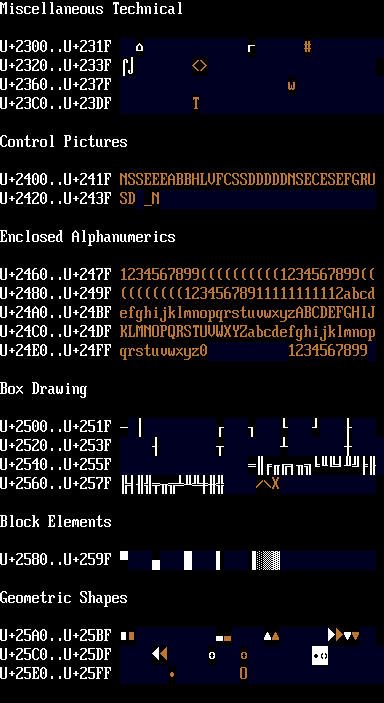 Miscellaneous Technical
U+2300..U+231F ⌂ ┌ #
U+2320..U+233F ⌠⌡ <>
U+2360..U+237F w
U+23C0..U+23DF T
Control Pictures
U+2400..U+241F NSSEEEABBHLVFCSSDDDDDNSECESEFGRU
U+2420..U+243F SD _N
Enclosed Alphanumerics
U+2460..U+247F 1234567899((((((((((1234567899((
U+2480..U+249F ((((((((12345678911111111112abcd
U+24A0..U+24BF efghijklmnopqrstuvwxyzABCDEFGHIJ
U+24C0..U+24DF KLMNOPQRSTUVWXYZabcdefghijklmnop
U+24E0..U+24FF qrstuvwxyz0 1234567899
Box Drawing
U+2500..U+251F ─ │ ┌ ┐ └ ┘ ├
U+2520..U+253F ┤ ┬ ┴ ┼
U+2540..U+255F ═║╒╓╔╕╖╗╘╙╚╛╜╝╞╟
U+2560..U+257F ╠╡╢╣╤╥╦╧╨╩╪╫╬ /\X
Block Elements
U+2580..U+259F ▀ ▄ █ ▌ ▐░▒▓
Geometric Shapes
U+25A0..U+25BF ■■ ▬▬ ▲▲ ►►▼▼
U+25C0..U+25DF ◄◄ ○ o ◘◙
U+25E0..U+25FF • O